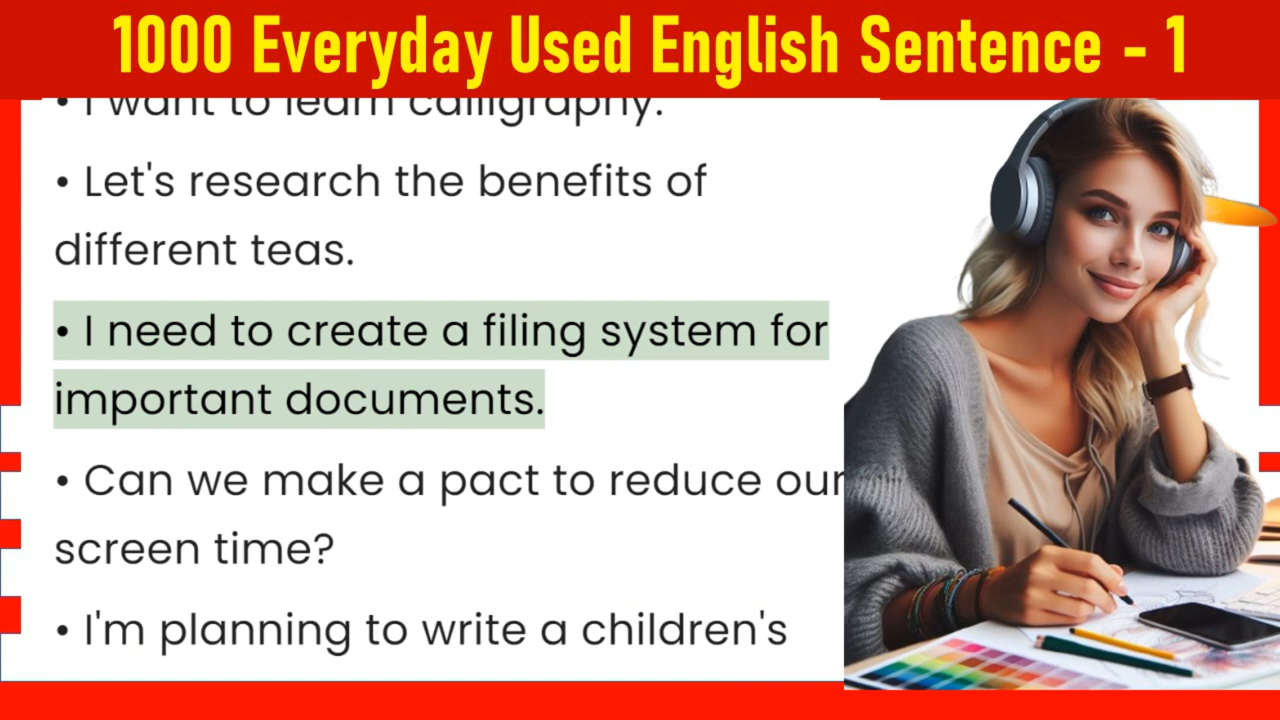 1000 Everyday Used English Sentence - 1
• I want to learn calligraphy.
• Let's research the benefits of
different teas.
• I need to create a filing system for
important documents.
• Can we make a pact to reduce our
screen time?
• I'm planning to write a children's